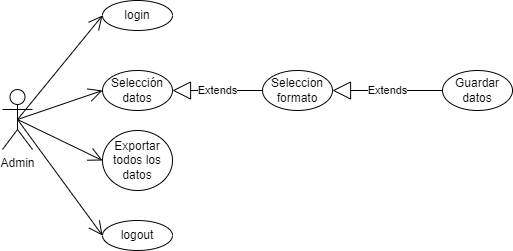 login
Selección
datos
Extends
Seleccion
formato
Extends
Guardar
datos
Admin
Exportar
todos los
datos
logout